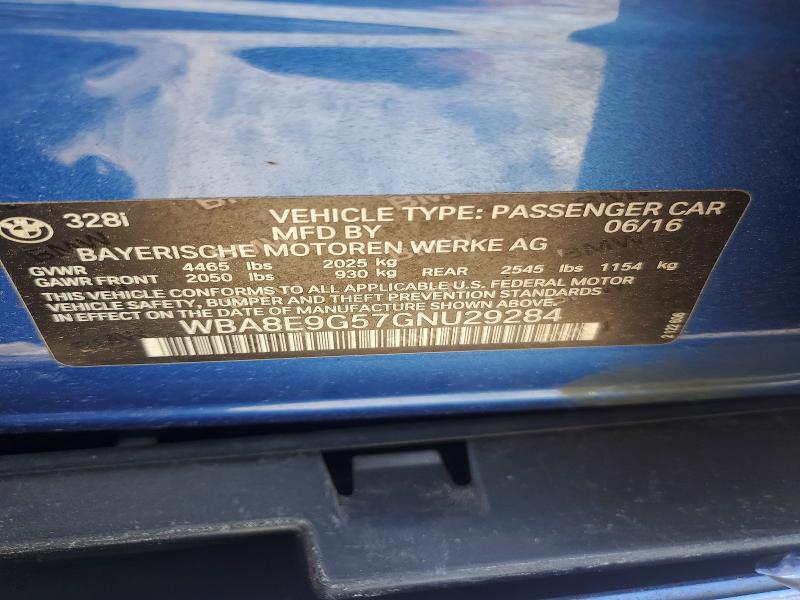 328i VEHICLE TYPE: PASSENGER CAR
MFD BY 06/16
BAYERISCHE MOTOREN WERKE AG
GVWR 4465 lbs 2025 kg
GAWR FRONT 2050 lbs 930 kg REAR 2545 lbs 1154 kg
THIS VEHICLE CONFORMS TO ALL APPLICABLE U.S. FEDERAL MOTOR
VEHICLE SAFETY, BUMPER AND THEFT PREVENTION STANDARDS
IN EFFECT ON THE DATE OF MANUFACTURE SHOWN ABOVE.
WBA8E9G57GNU29284